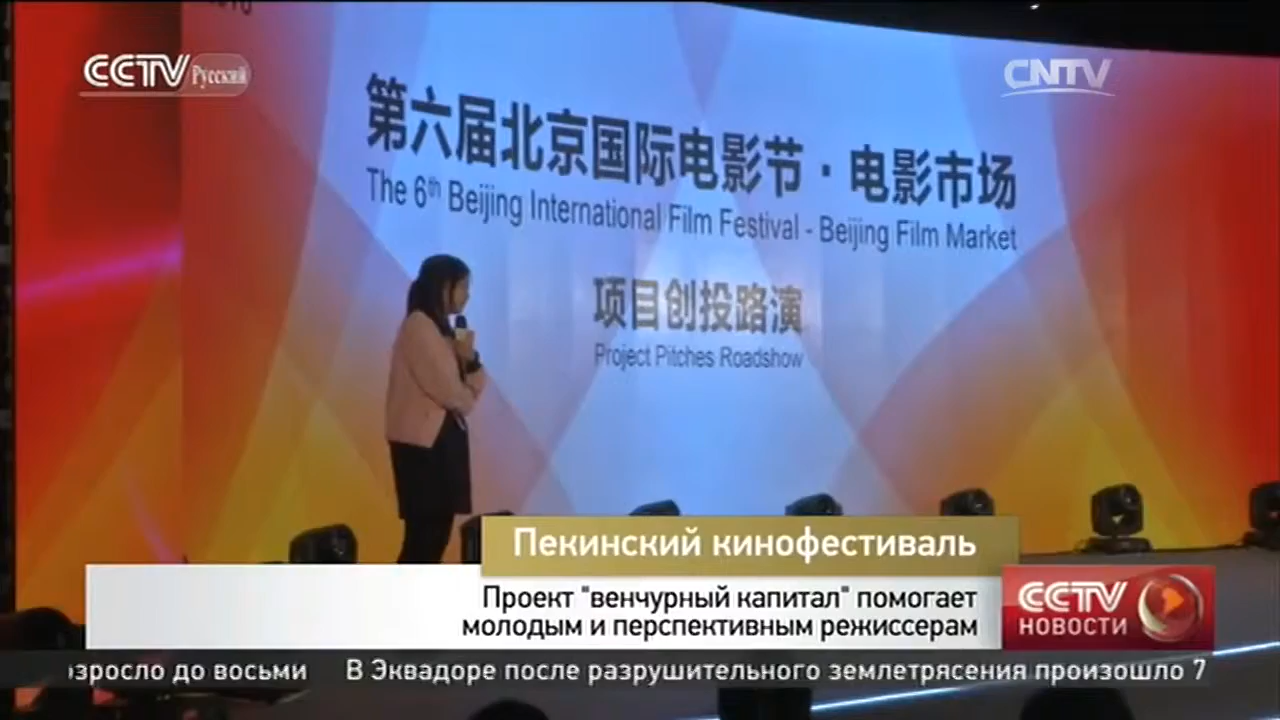 CCTV Русский
CNTV
第六届北京国际电影节·电影市场
The 6th Beijing International Film Festival - Beijing Film Market
项目创投路演
Project Pitches Roadshow
Пекинский кинофестиваль
Проект "венчурный капитал" помогает
молодым и перспективным режиссерам
CCTV
НОВОСТИ
озросло до восьми В Эквадоре после разрушительного землетрясения произошло 7